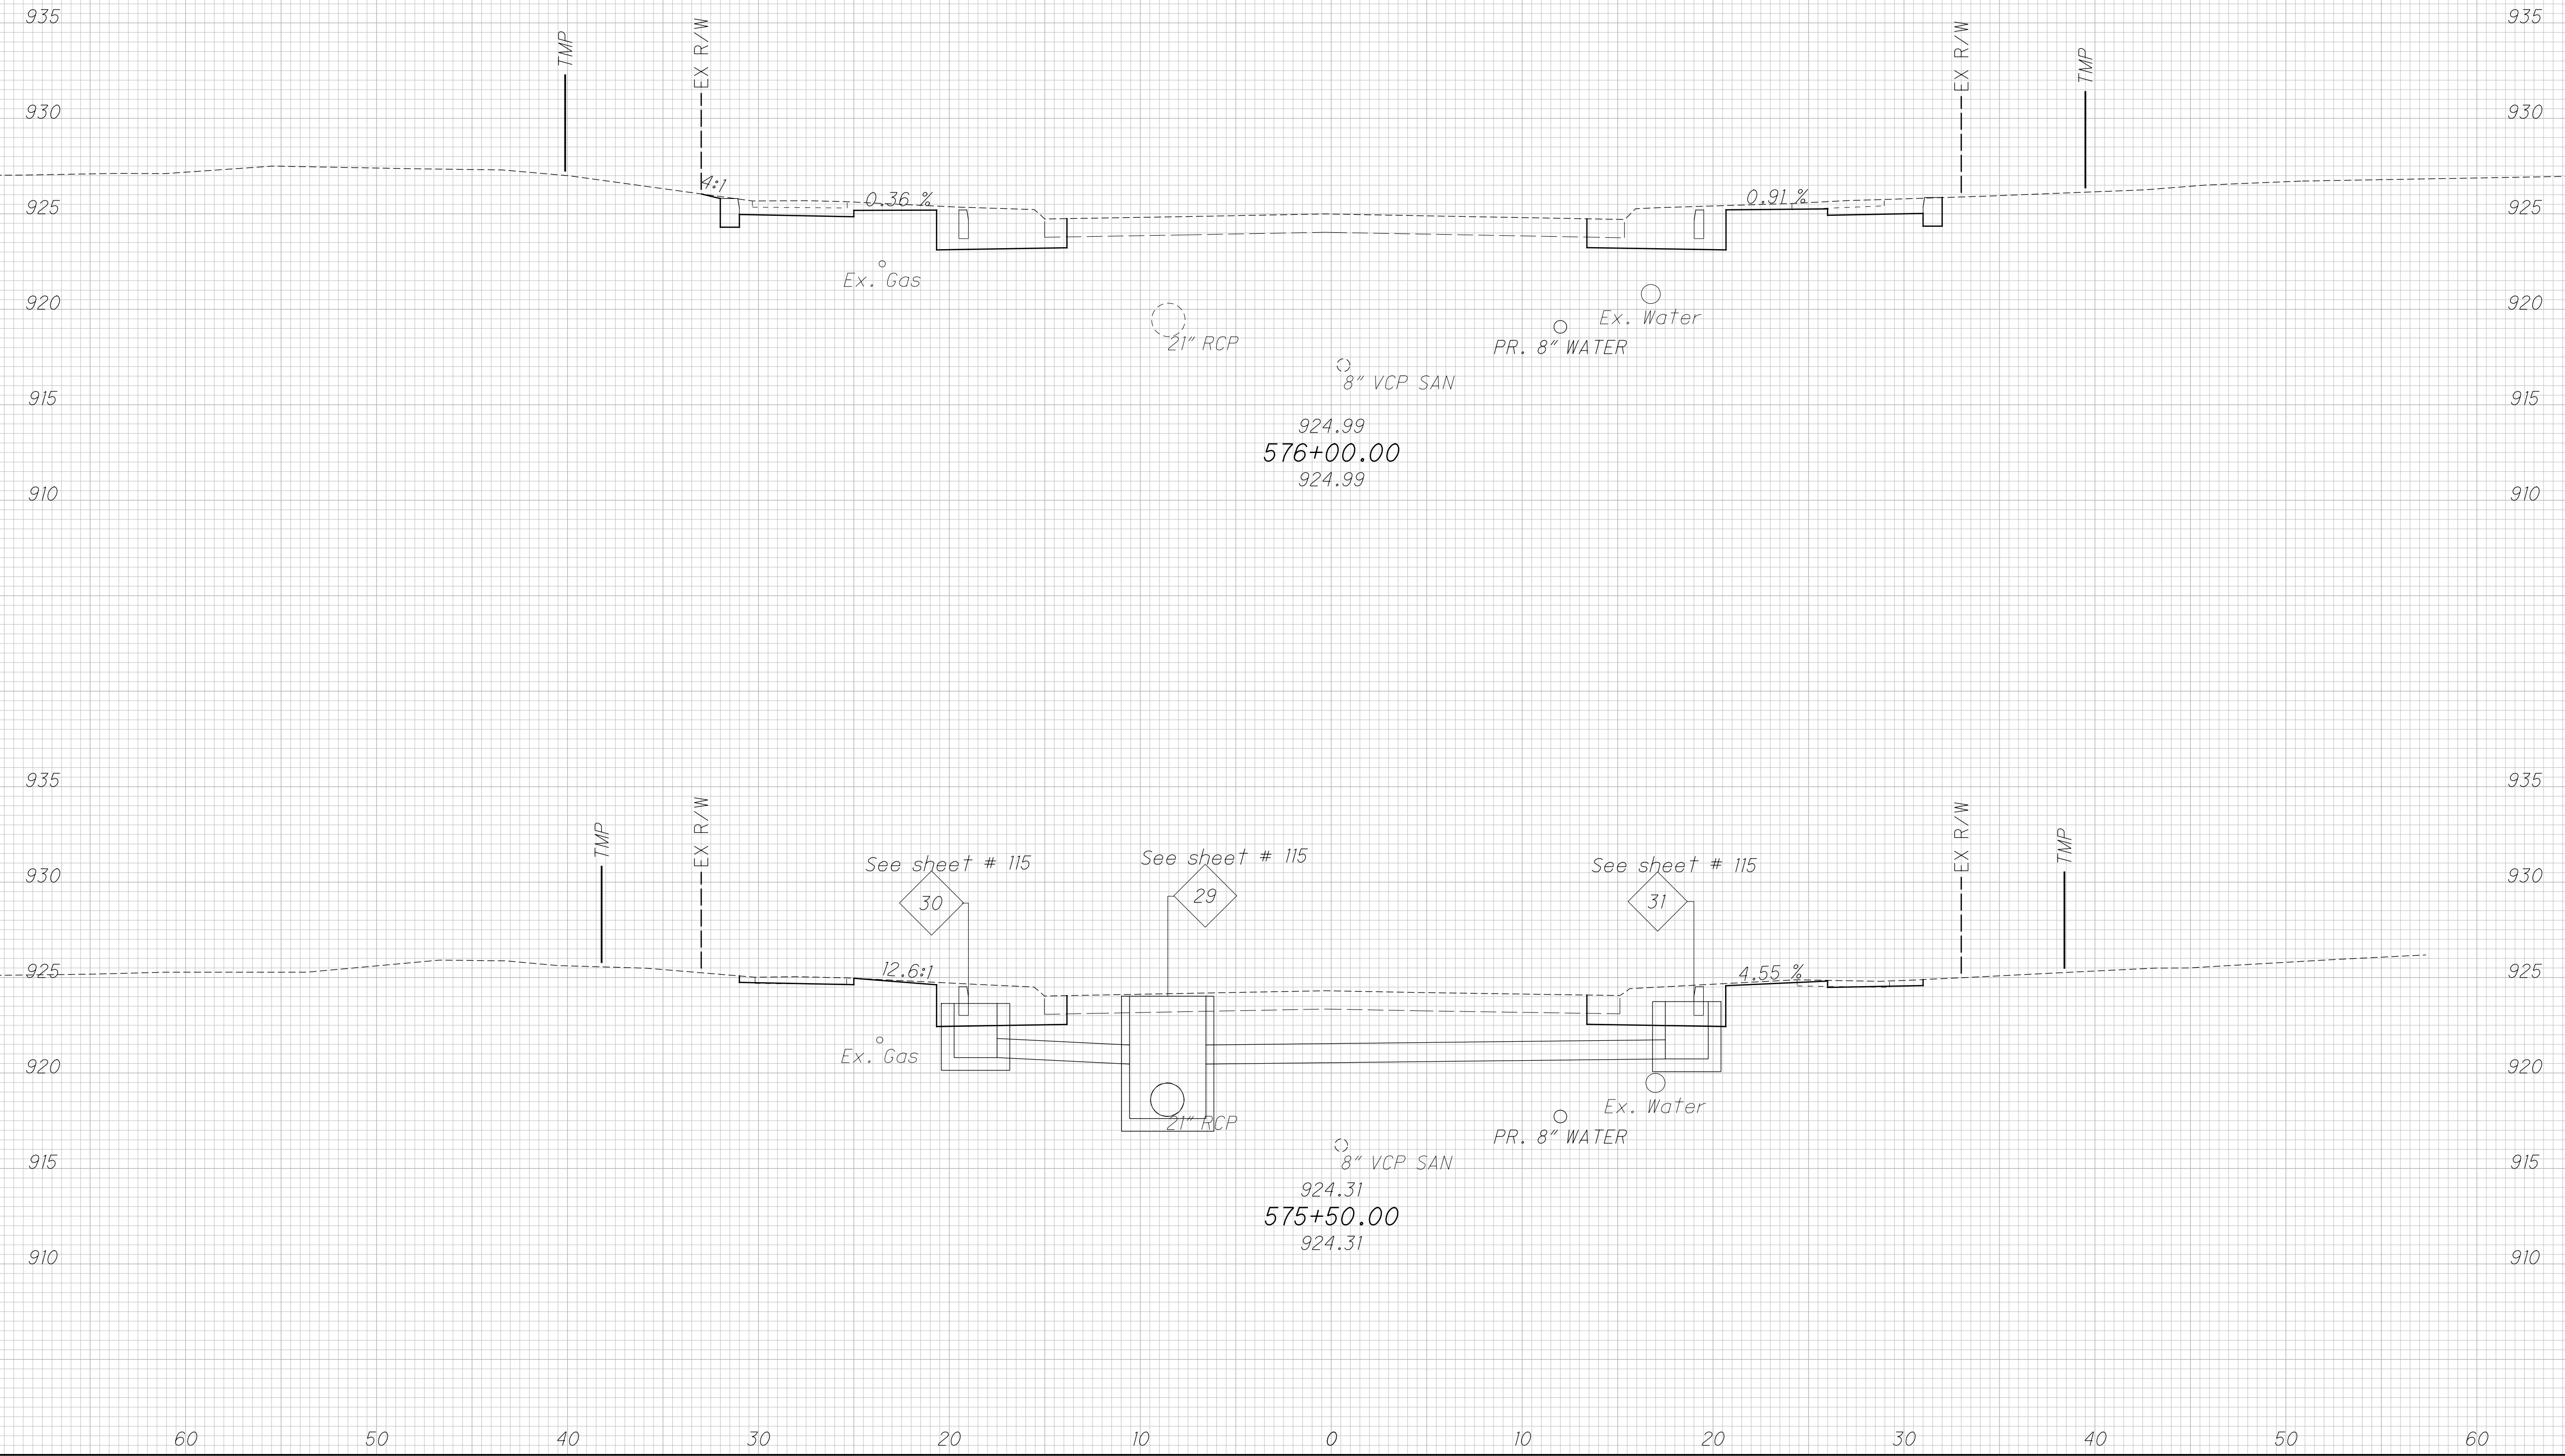 935 935
TMP EX R/W EX R/W TMP
930 930
4:1 0.36 % 0.91 %
925 925
Ex. Gas
920 920
Ex. Water
21" RCP PR. 8" WATER
8" VCP SAN
915 915
924.99
576+00.00
924.99
910 910
935 935
TMP EX R/W EX R/W TMP
See sheet # 115 See sheet # 115 See sheet # 115
930 930
30 29 31
925 12.6:1 4.55 % 925
Ex. Gas
920 920
Ex. Water
21" RCP PR. 8" WATER
915 8" VCP SAN 915
924.31
575+50.00
924.31
910 910
60 50 40 30 20 10 0 10 20 30 40 50 60